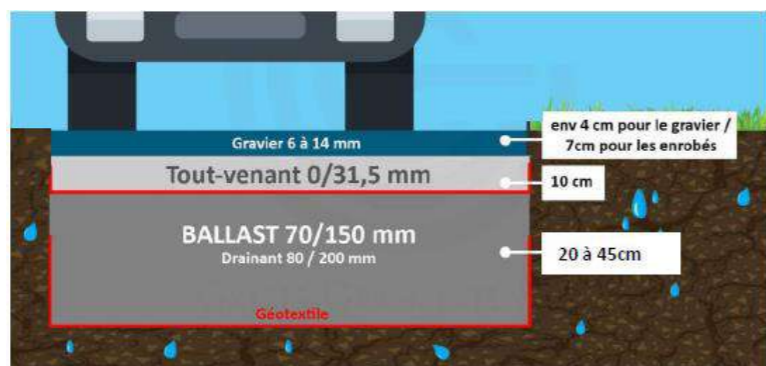 Gravier 6 à 14 mm
env 4 cm pour le gravier /
7cm pour les enrobés
Tout-venant 0/31,5 mm
10 cm
BALLAST 70/150 mm
Drainant 80 / 200 mm
20 à 45cm
Géotextile